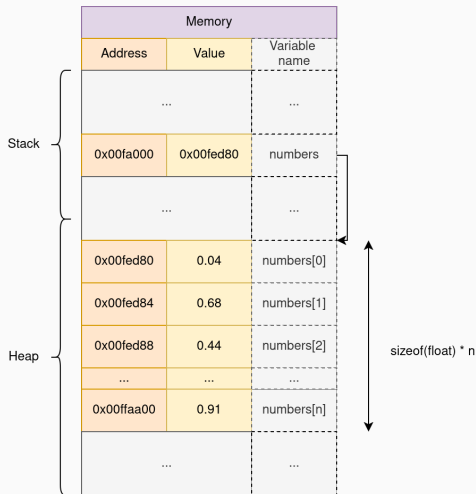 Memory
Address Value Variable
name
... ...
Stack
0x00fa000 0x00fed80 numbers
... ...
0x00fed80 0.04 numbers[0]
0x00fed84 0.68 numbers[1]
0x00fed88 0.44 numbers[2]
Heap
sizeof(float) * n
... ... ...
0x00ffaa00 0.91 numbers[n]
... ...